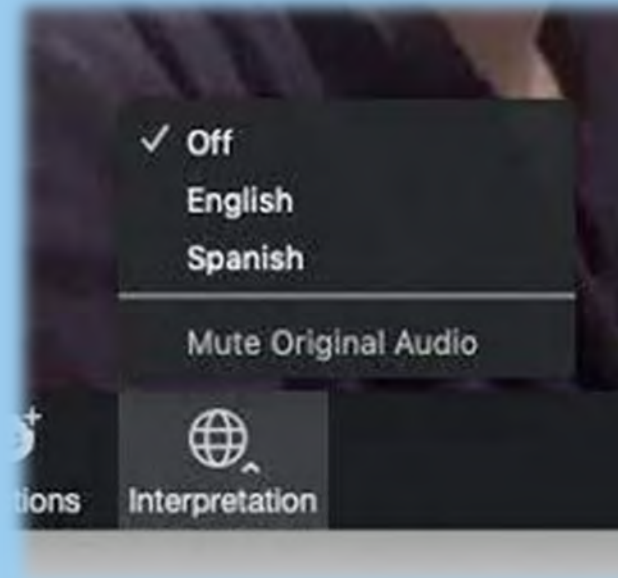 Off
English
Spanish
Mute Original Audio
tions
Interpretation